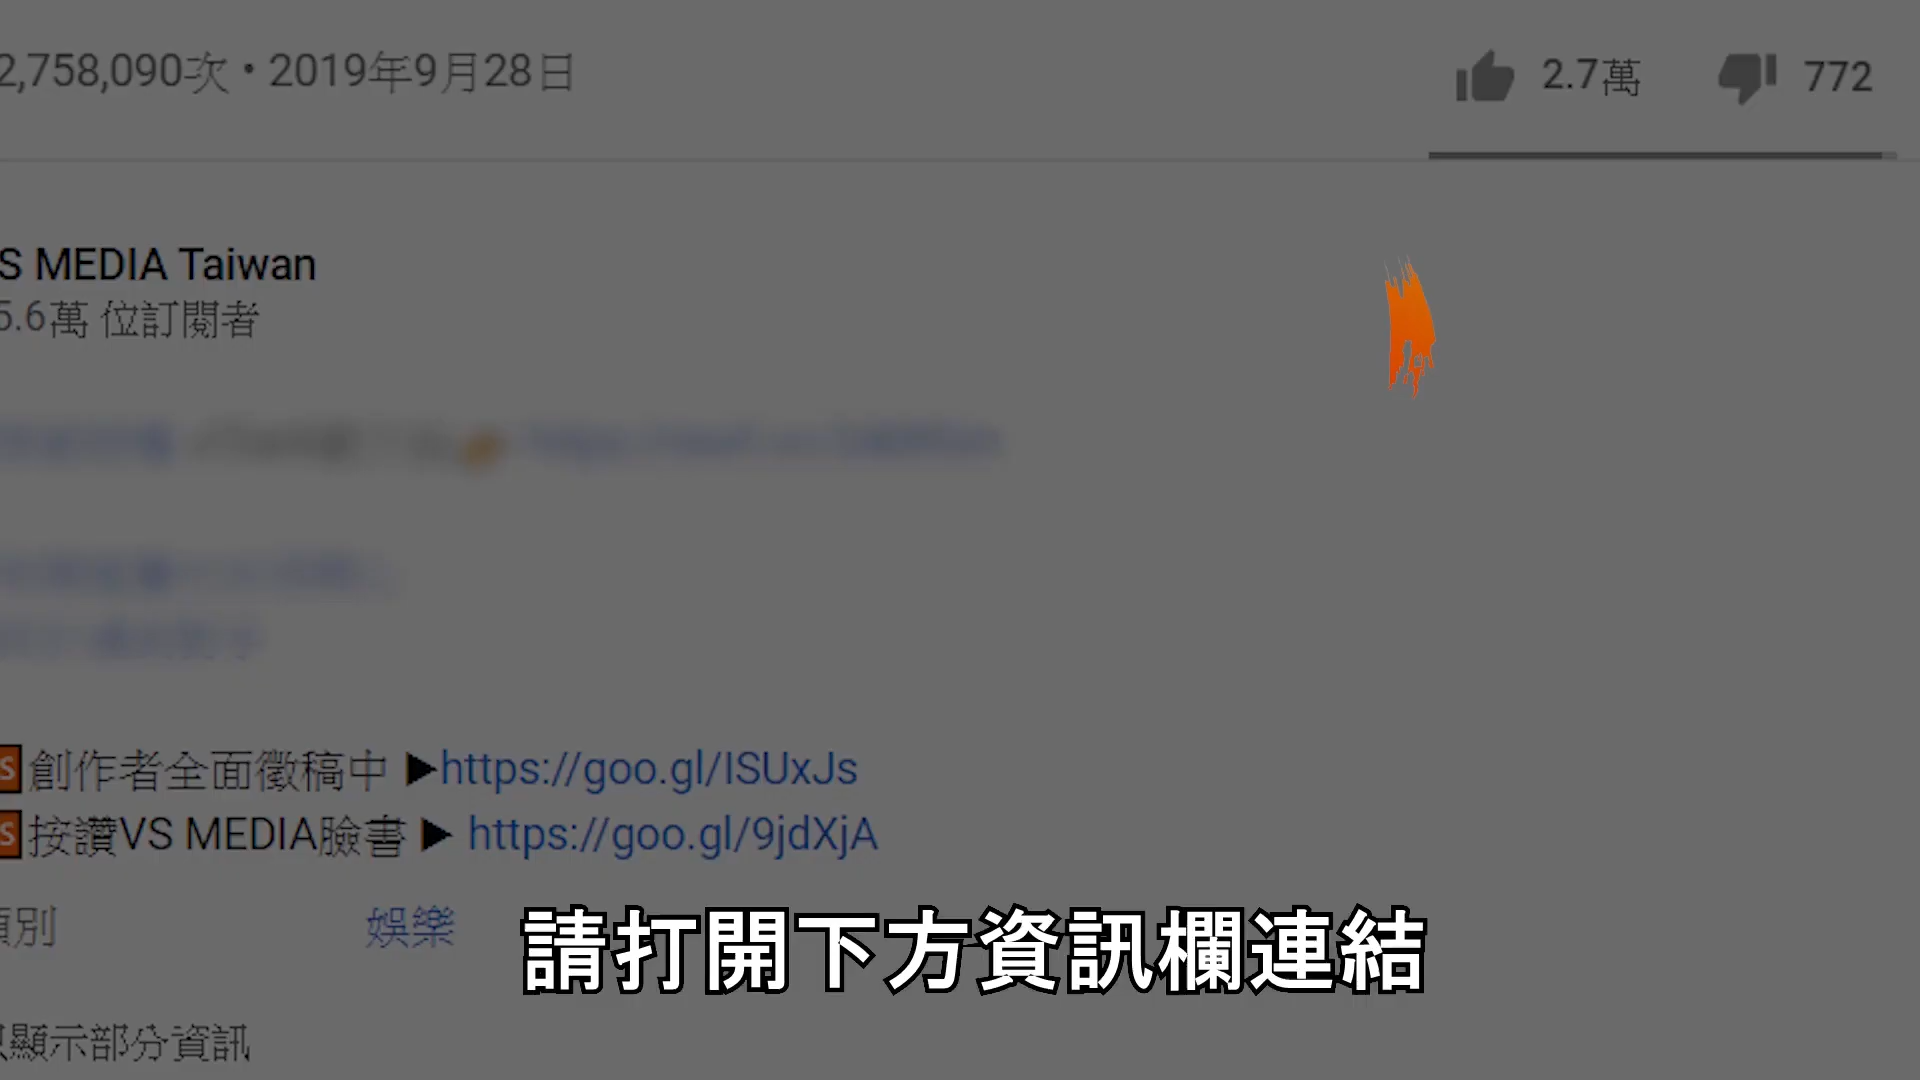 2,758,090次 • 2019年9月28日
2.7萬
772
S MEDIA Taiwan
5.6萬 位訂閱者
S 創作者全面徵稿中 ▶https://goo.gl/ISUxJs
S 按讚VS MEDIA臉書 ▶ https://goo.gl/9jdXjA
類別 娛樂
請打開下方資訊欄連結
只顯示部分資訊